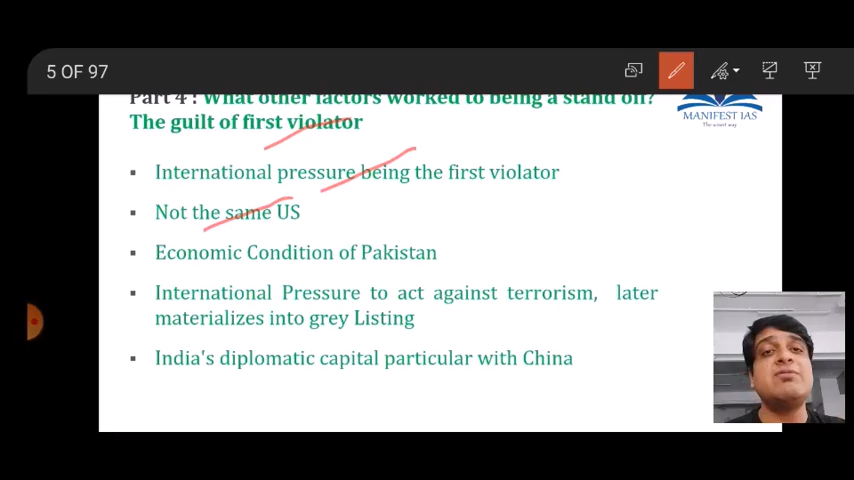 5 OF 97
Part 4 : What other factors worked to being a stand off?
The guilt of first violator
MANIFEST IAS
▪ International pressure being the first violator
▪ Not the same US
▪ Economic Condition of Pakistan
▪ International Pressure to act against terrorism, later
materializes into grey Listing
▪ India's diplomatic capital particular with China